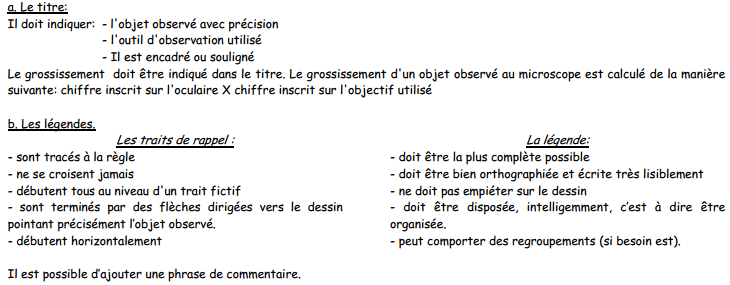 a. Le titre:
Il doit indiquer: - l'objet observé avec précision
- l'outil d'observation utilisé
- Il est encadré ou souligné
Le grossissement doit être indiqué dans le titre. Le grossissement d'un objet observé au microscope est calculé de la manière
suivante: chiffre inscrit sur l'oculaire X chiffre inscrit sur l'objectif utilisé
b. Les légendes.
Les traits de rappel :
- sont tracés à la règle
- ne se croisent jamais
- débutent tous au niveau d'un trait fictif
- sont terminés par des flèches dirigées vers le dessin
pointant précisément l'objet observé.
- débutent horizontalement
La légende:
- doit être la plus complète possible
- doit être bien orthographiée et écrite très lisiblement
- ne doit pas empiéter sur le dessin
- doit être disposée, intelligemment, c'est à dire être
organisée.
- peut comporter des regroupements (si besoin est).
Il est possible d'ajouter une phrase de commentaire.